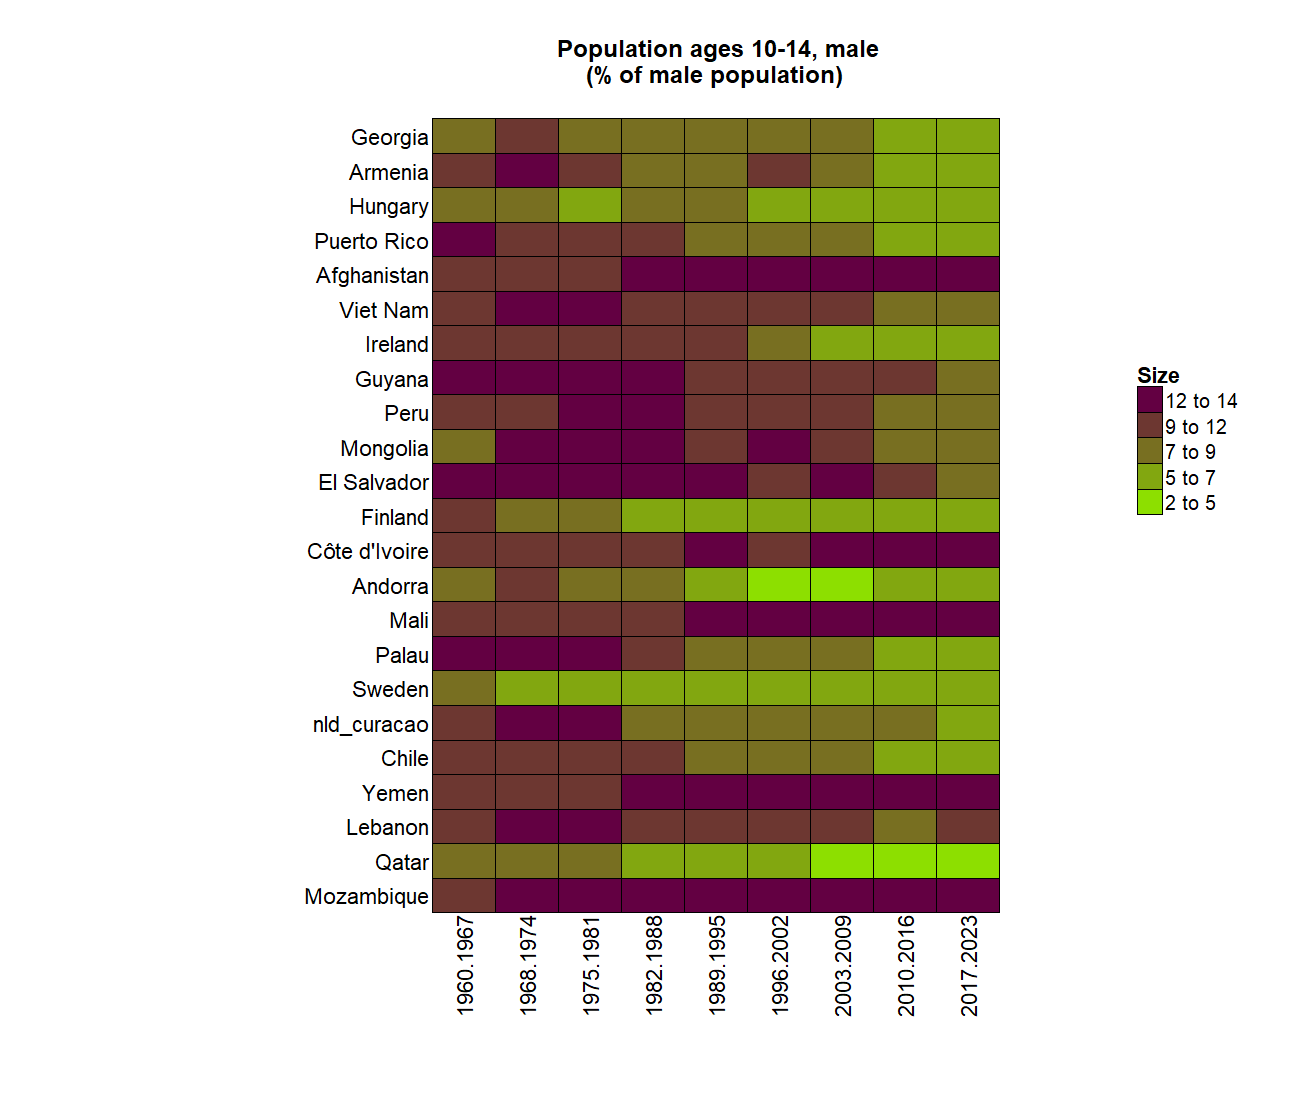 Population ages 10-14, male
(% of male population)
Georgia
Armenia
Hungary
Puerto Rico
Afghanistan
Viet Nam
Ireland
Guyana
Peru
Mongolia
El Salvador
Finland
Côte d'Ivoire
Andorra
Mali
Palau
Sweden
nld_curacao
Chile
Yemen
Lebanon
Qatar
Mozambique
1960.1967
1968.1974
1975.1981
1982.1988
1989.1995
1996.2002
2003.2009
2010.2016
2017.2023
Size
12 to 14
9 to 12
7 to 9
5 to 7
2 to 5